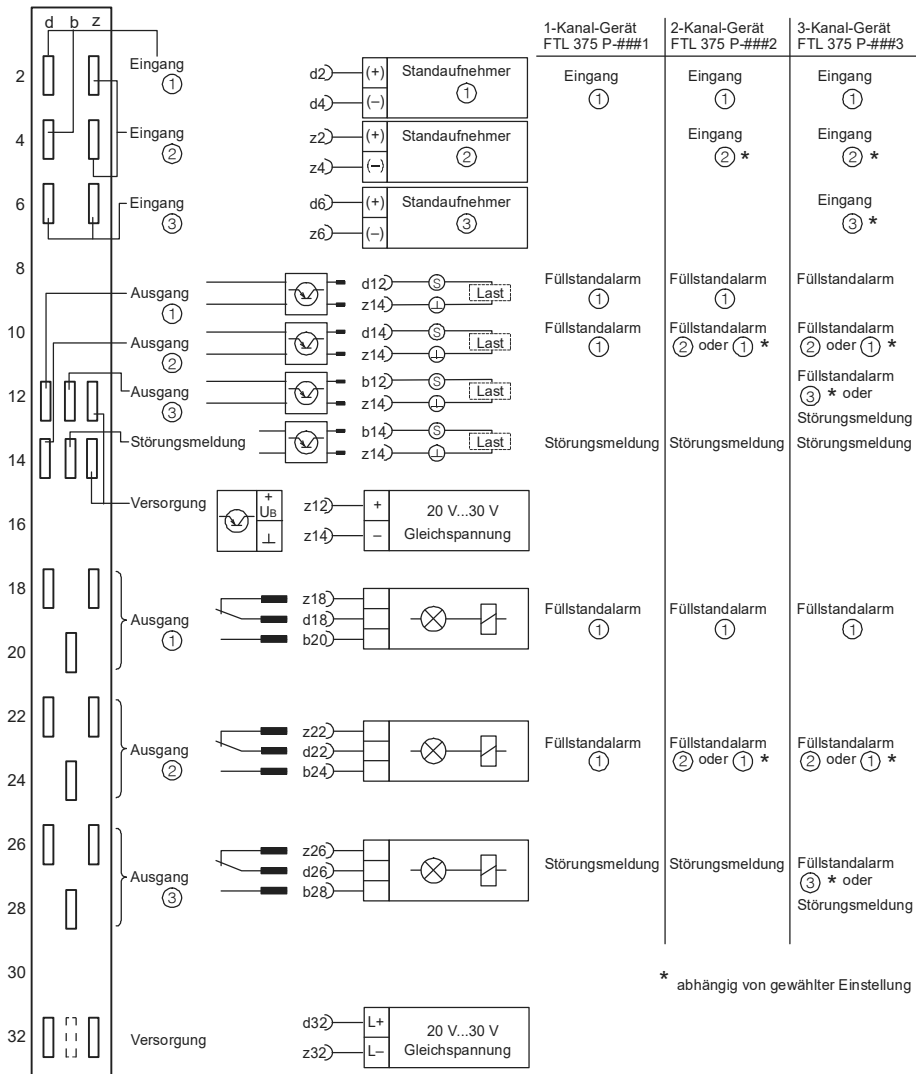 d b z
1-Kanal-Gerät 2-Kanal-Gerät 3-Kanal-Gerät
FTL 375 P-###1 FTL 375 P-###2 FTL 375 P-###3
2 Eingang d2 (+) Standaufnehmer Eingang Eingang Eingang
1 d4 (–) 1 1 1 1
4 Eingang z2 (+) Standaufnehmer Eingang Eingang
2 z4 (–) 2 2 * 2 *
6 Eingang d6 (+) Standaufnehmer Eingang
3 z6 (–) 3 3 *
8
Ausgang d12 S Last Füllstandalarm Füllstandalarm Füllstandalarm
1 z14 ⊥ 1 1
10 Ausgang d14 S Last Füllstandalarm Füllstandalarm Füllstandalarm
2 z14 ⊥ 1 2 oder 1 * 2 oder 1 *
12 Ausgang b12 S Last Füllstandalarm
3 z14 ⊥ 3 * oder
Störungsmeldung
14 Störungsmeldung b14 S Last Störungsmeldung Störungsmeldung Störungsmeldung
z14 ⊥
Versorgung + UB z12 + 20 V...30 V
16 ⊥ z14 – Gleichspannung
18 z18
Ausgang d18 Füllstandalarm Füllstandalarm Füllstandalarm
20 1 b20 1 1 1
22 z22
Ausgang d22 Füllstandalarm Füllstandalarm Füllstandalarm
24 2 b24 1 2 oder 1 * 2 oder 1 *
26 z26
Ausgang d26 Störungsmeldung Störungsmeldung Füllstandalarm
28 3 b28 3 * oder
Störungsmeldung
30
* abhängig von gewählter Einstellung
32 Versorgung d32 L+ 20 V...30 V
z32 L– Gleichspannung